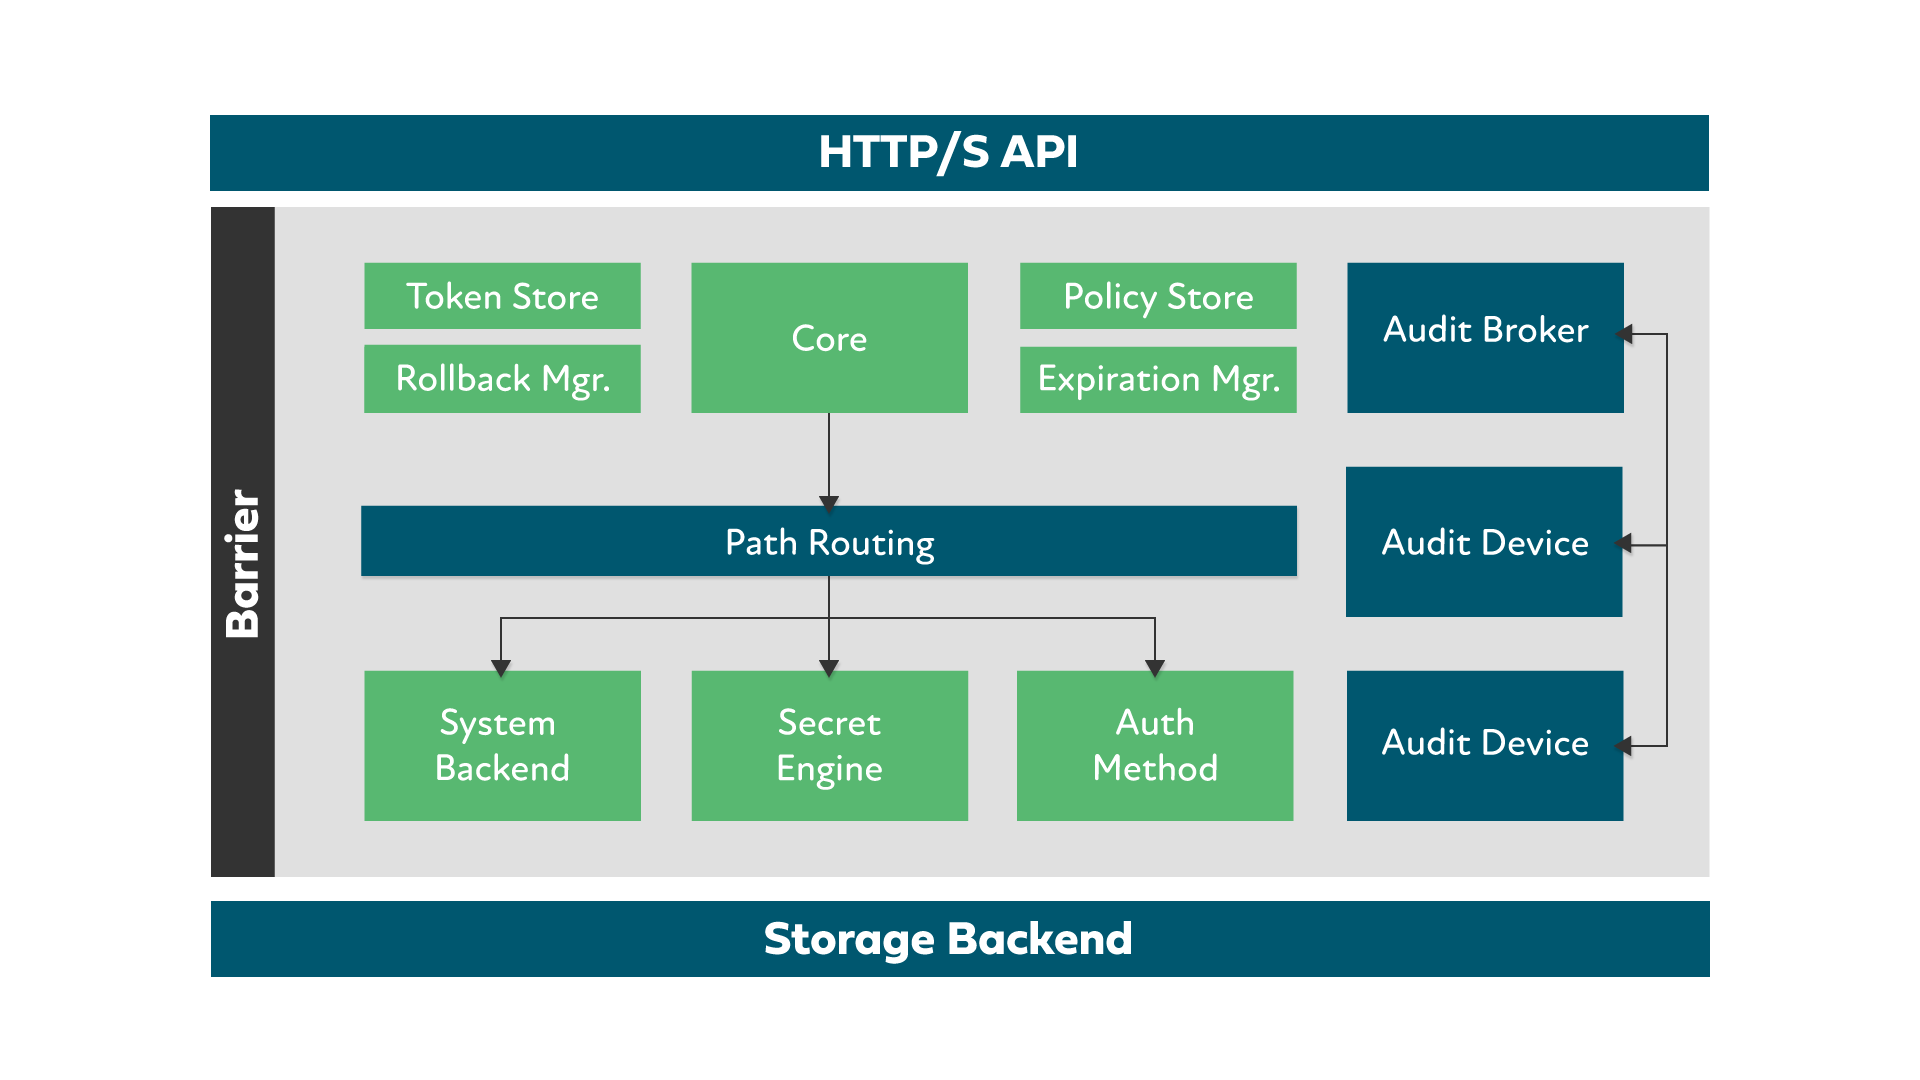 HTTP/S API
Barrier
Token Store
Rollback Mgr.
Core
Policy Store
Expiration Mgr.
Audit Broker
Path Routing
Audit Device
System
Backend
Secret
Engine
Auth
Method
Audit Device
Storage Backend